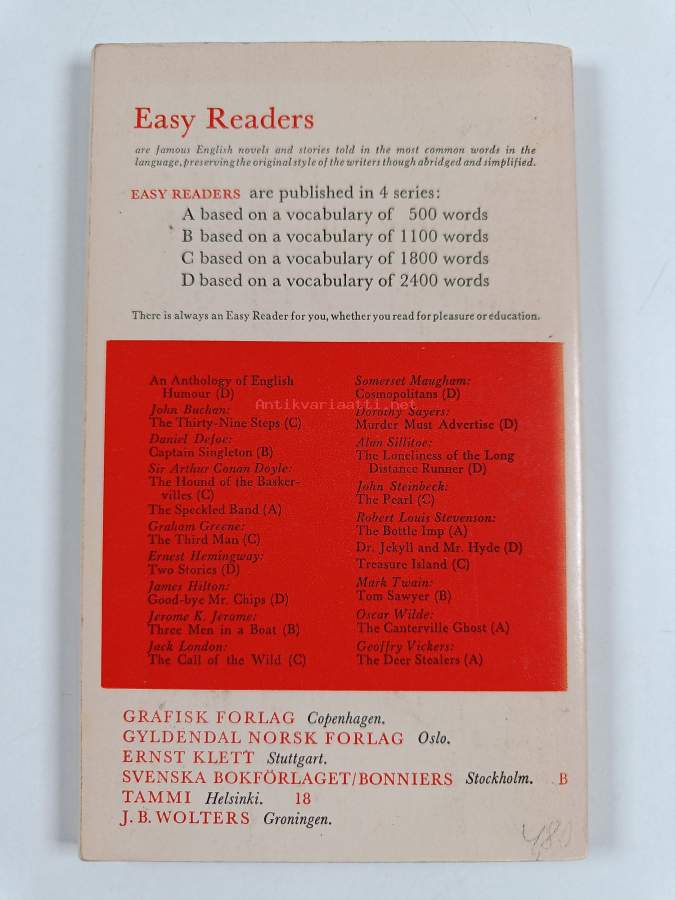 Easy Readers
are famous English novels and stories told in the most common words in the
language, preserving the original style of the writers though abridged and simplified.
EASY READERS are published in 4 series:
A based on a vocabulary of 500 words
B based on a vocabulary of 1100 words
C based on a vocabulary of 1800 words
D based on a vocabulary of 2400 words
There is always an Easy Reader for you, whether you read for pleasure or education.
An Anthology of English
Humour (D)
John Buchan:
The Thirty-Nine Steps (C)
Daniel Defoe:
Captain Singleton (B)
Sir Arthur Conan Doyle:
The Hound of the Basker-
villes (C)
The Speckled Band (A)
Graham Greene:
The Third Man (C)
Ernest Hemingway:
Two Stories (D)
James Hilton:
Good-bye Mr. Chips (D)
Jerome K. Jerome:
Three Men in a Boat (B)
Jack London:
The Call of the Wild (C)
Somerset Maugham:
Cosmopolitans (D)
Dorothy Sayers:
Murder Must Advertise (D)
Alan Sillitoe:
The Loneliness of the Long
Distance Runner (D)
John Steinbeck:
The Pearl (C)
Robert Louis Stevenson:
The Bottle Imp (A)
Dr. Jekyll and Mr. Hyde (D)
Treasure Island (C)
Mark Twain:
Tom Sawyer (B)
Oscar Wilde:
The Canterville Ghost (A)
Geoffry Vickers:
The Deer Stealers (A)
Antikvariaatti.net
GRAFISK FORLAG Copenhagen.
GYLDENDAL NORSK FORLAG Oslo.
ERNST KLETT Stuttgart.
SVENSKA BOKFÖRLAGET/BONNIERS Stockholm. B
TAMMI Helsinki. 18
J. B. WOLTERS Groningen.